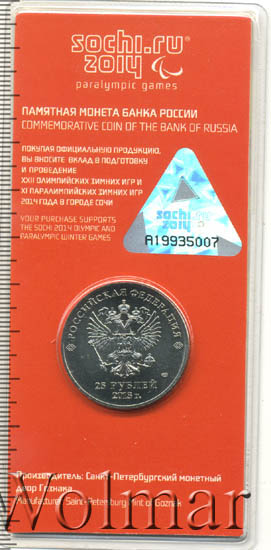 sochi.ru
2014
paralympic games
ПАМЯТНАЯ МОНЕТА БАНКА РОССИИ
COMMEMORATIVE COIN OF THE BANK OF RUSSIA
ПОКУПАЯ ОФИЦИАЛЬНУЮ ПРОДУКЦИЮ,
ВЫ ВНОСИТЕ ВКЛАД В ПОДГОТОВКУ
И ПРОВЕДЕНИЕ
XXII ОЛИМПИЙСКИХ ЗИМНИХ ИГР И
XI ПАРАЛИМПИЙСКИХ ЗИМНИХ ИГР
2014 ГОДА В ГОРОДЕ СОЧИ
YOUR PURCHASE SUPPORTS
THE SOCHI 2014 OLYMPIC AND
PARALYMPIC WINTER GAMES
sochi.ru
2014
A19935007
РОССИЙСКАЯ ФЕДЕРАЦИЯ
25 РУБЛЕЙ
2013 г.
Производитель: Санкт-Петербургский монетный
двор Гознака
Manufacturer: Saint-Petersburg Mint of Goznak
Wolmar